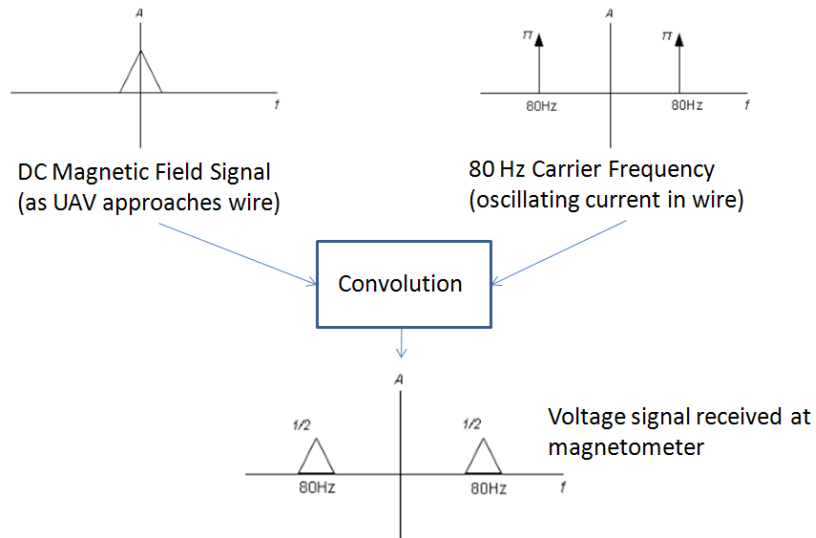 A
f
DC Magnetic Field Signal
(as UAV approaches wire)
A
π
π
80Hz
80Hz
f
80 Hz Carrier Frequency
(oscillating current in wire)
Convolution
A
1/2
1/2
80Hz
80Hz
f
Voltage signal received at
magnetometer